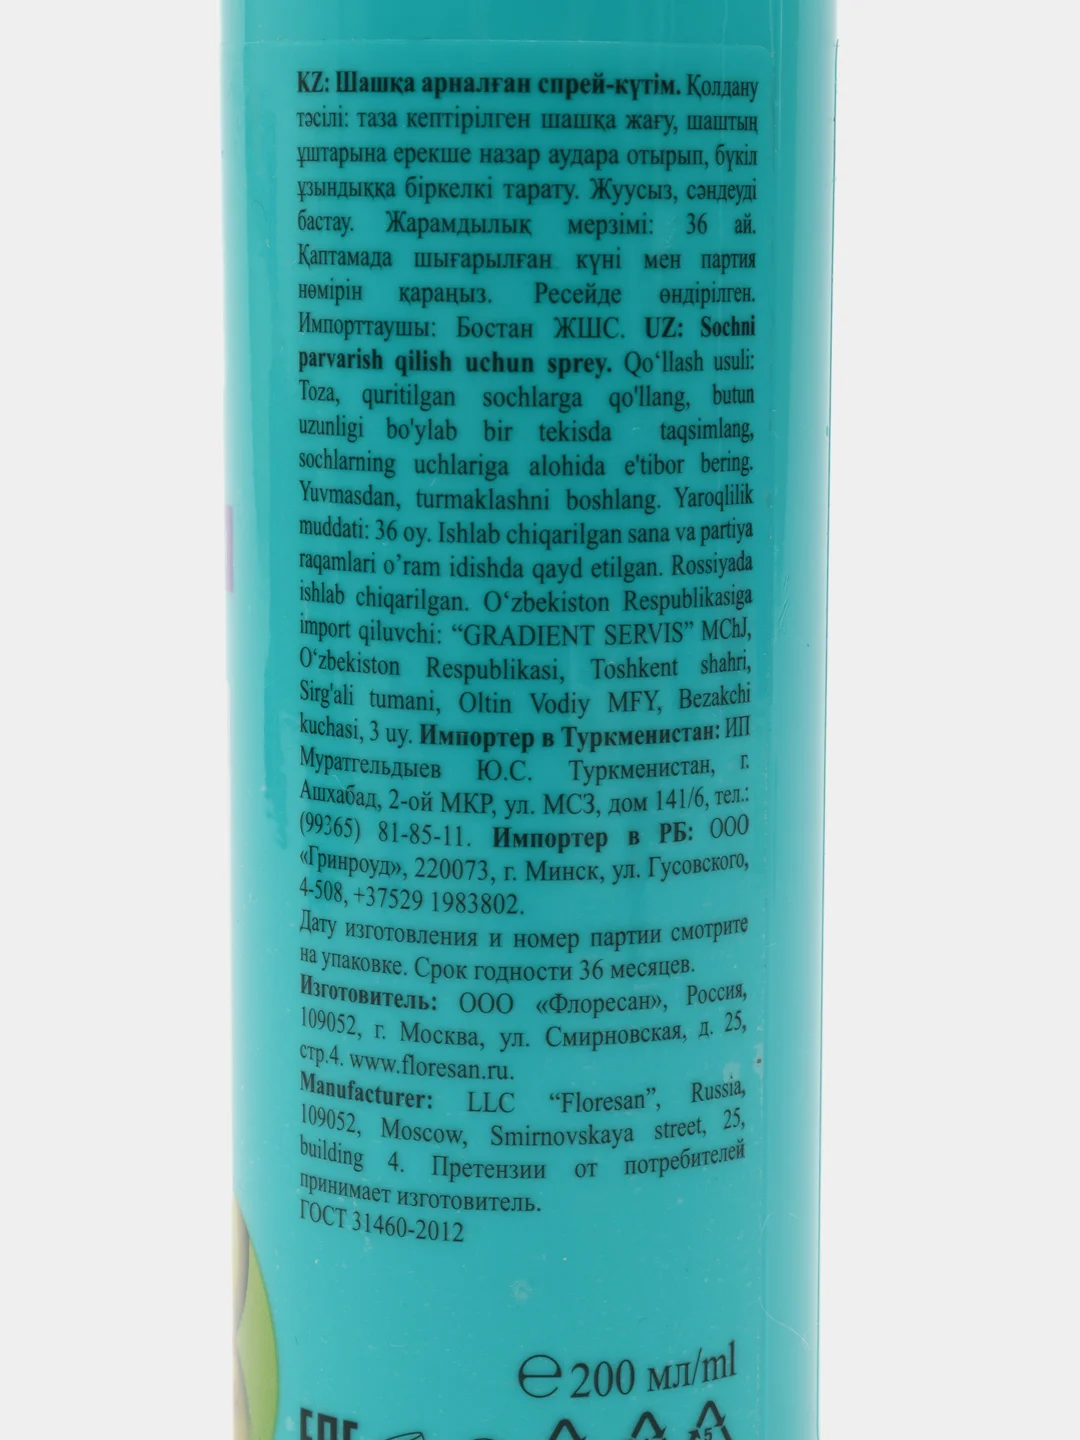 KZ: Шашқа арналған спрей-күтім. Қолдану
тәсілі: таза кептірілген шашқа жағу, шаштың
ұштарына ерекше назар аудара отырып, бүкіл
ұзындыққа біркелкі тарату. Жуусыз, сәндеуді
бастау. Жарамдылық мерзімі: 36 ай.
Қаптамада шығарылған күні мен партия
нөмірін қараңыз. Ресейде өндірілген.
Импорттаушы: Бостан ЖШС. UZ: Sochni
parvarish qilish uchun sprey. Qo‘llash usuli:
Toza, quritilgan sochlarga qo'llang, butun
uzunligi bo'ylab bir tekisda taqsimlang,
sochlarning uchlariga alohida e'tibor bering.
Yuvmasdan, turmaklashni boshlang. Yaroqlilik
muddati: 36 oy. Ishlab chiqarilgan sana va partiya
raqamlari o’ram idishda qayd etilgan. Rossiyada
ishlab chiqarilgan. O‘zbekiston Respublikasiga
import qiluvchi: “GRADIENT SERVIS” MChJ,
O‘zbekiston Respublikasi, Toshkent shahri,
Sirg'ali tumani, Oltin Vodiy MFY, Bezakchi
kuchasi, 3 uy. Импортер в Туркменистан: ИП
Муратгельдыев Ю.С. Туркменистан, г.
Ашхабад, 2-ой МКР, ул. МСЗ, дом 141/6, тел.:
(99365) 81-85-11. Импортер в РБ: ООО
«Гринроуд», 220073, г. Минск, ул. Гусовского,
4-508, +37529 1983802.
Дату изготовления и номер партии смотрите
на упаковке. Срок годности 36 месяцев.
Изготовитель: ООО «Флоресан», Россия,
109052, г. Москва, ул. Смирновская, д. 25,
стр.4. www.floresan.ru.
Manufacturer: LLC “Floresan”, Russia,
109052, Moscow, Smirnovskaya street, 25,
building 4. Претензии от потребителей
принимает изготовитель.
ГОСТ 31460-2012
℮ 200 мл/ml
5